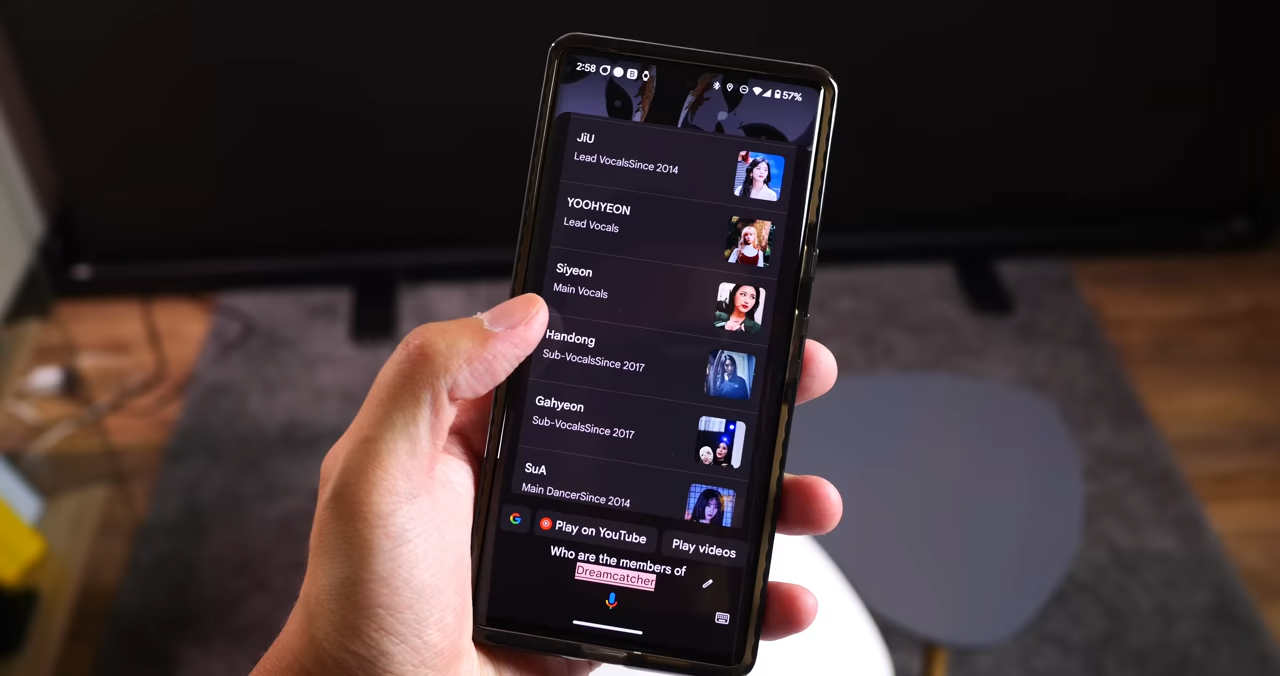 2:58 57%
JiU
Lead VocalsSince 2014
YOOHYEON
Lead Vocals
Siyeon
Main Vocals
Handong
Sub-VocalsSince 2017
Gahyeon
Sub-VocalsSince 2017
SuA
Main DancerSince 2014
Play on YouTube Play videos
Who are the members of
Dreamcatcher